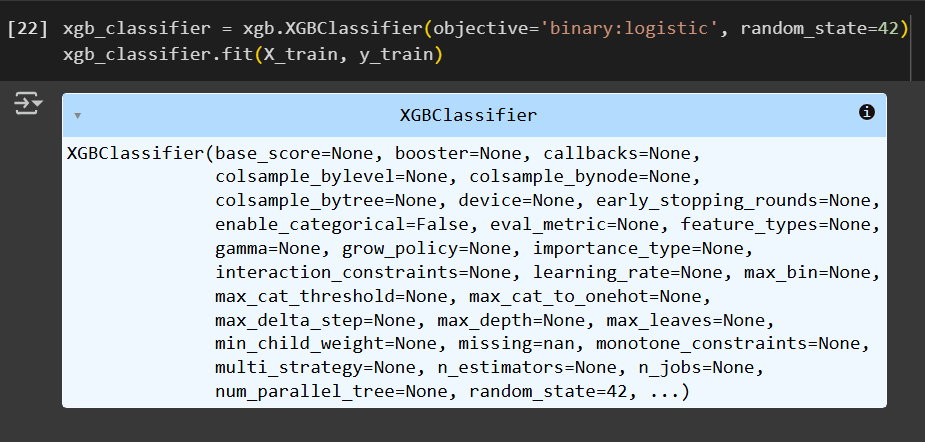 [22] xgb_classifier = xgb.XGBClassifier(objective='binary:logistic', random_state=42)
xgb_classifier.fit(X_train, y_train)
XGBClassifier
XGBClassifier(base_score=None, booster=None, callbacks=None,
colsample_bylevel=None, colsample_bynode=None,
colsample_bytree=None, device=None, early_stopping_rounds=None,
enable_categorical=False, eval_metric=None, feature_types=None,
gamma=None, grow_policy=None, importance_type=None,
interaction_constraints=None, learning_rate=None, max_bin=None,
max_cat_threshold=None, max_cat_to_onehot=None,
max_delta_step=None, max_depth=None, max_leaves=None,
min_child_weight=None, missing=nan, monotone_constraints=None,
multi_strategy=None, n_estimators=None, n_jobs=None,
num_parallel_tree=None, random_state=42, ...)